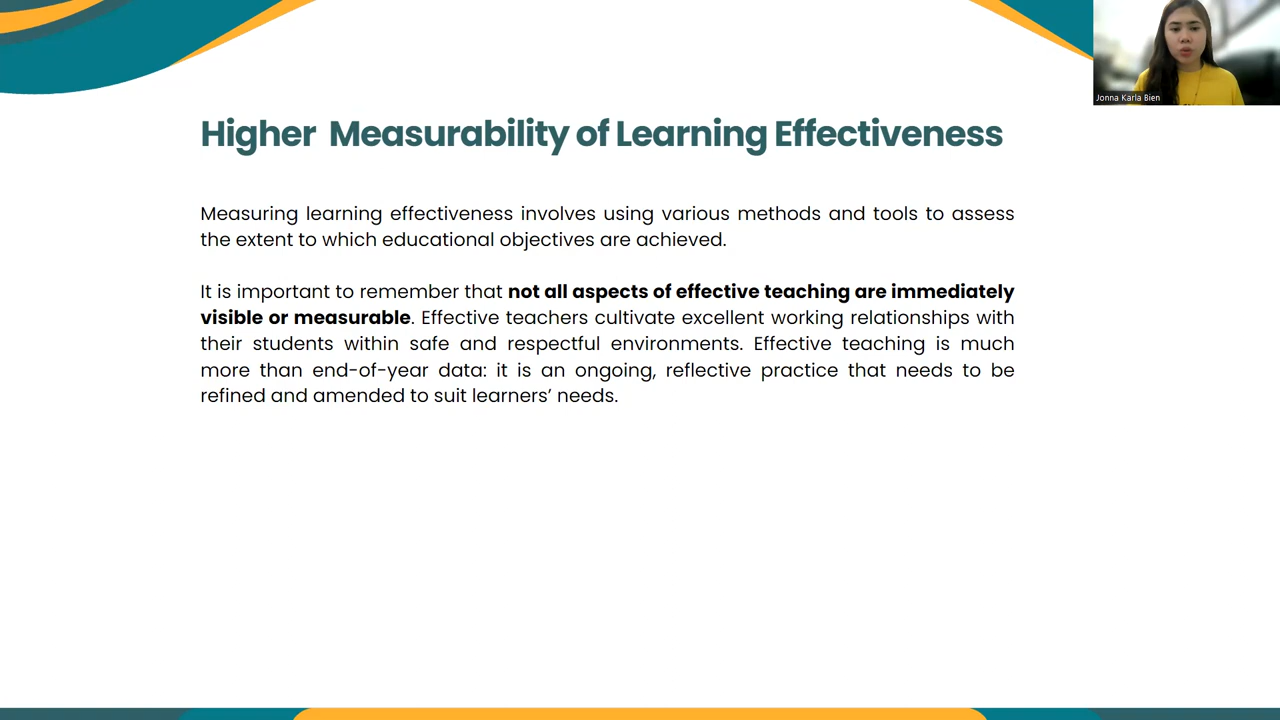 Jonna Karla Bien
Higher Measurability of Learning Effectiveness
Measuring learning effectiveness involves using various methods and tools to assess
the extent to which educational objectives are achieved.
It is important to remember that not all aspects of effective teaching are immediately
visible or measurable. Effective teachers cultivate excellent working relationships with
their students within safe and respectful environments. Effective teaching is much
more than end-of-year data: it is an ongoing, reflective practice that needs to be
refined and amended to suit learners’ needs.